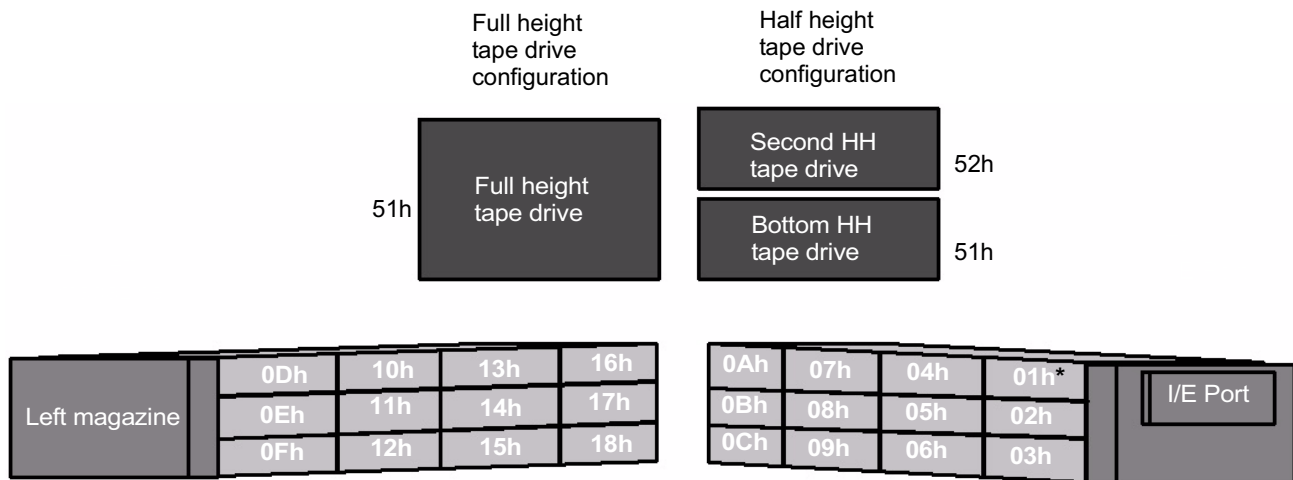 Full height
tape drive
configuration
Half height
tape drive
configuration
51h
Full height
tape drive
Second HH
tape drive
52h
Bottom HH
tape drive
51h
Left magazine
0Dh 10h 13h 16h
0Eh 11h 14h 17h
0Fh 12h 15h 18h
0Ah 07h 04h 01h*
0Bh 08h 05h 02h
0Ch 09h 06h 03h
I/E Port